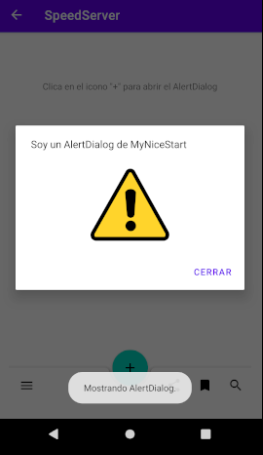 SpeedServer
Clica en el icono "+" para abrir el AlertDialog
Soy un AlertDialog de MyNiceStart
CERRAR
Mostrando AlertDialog.